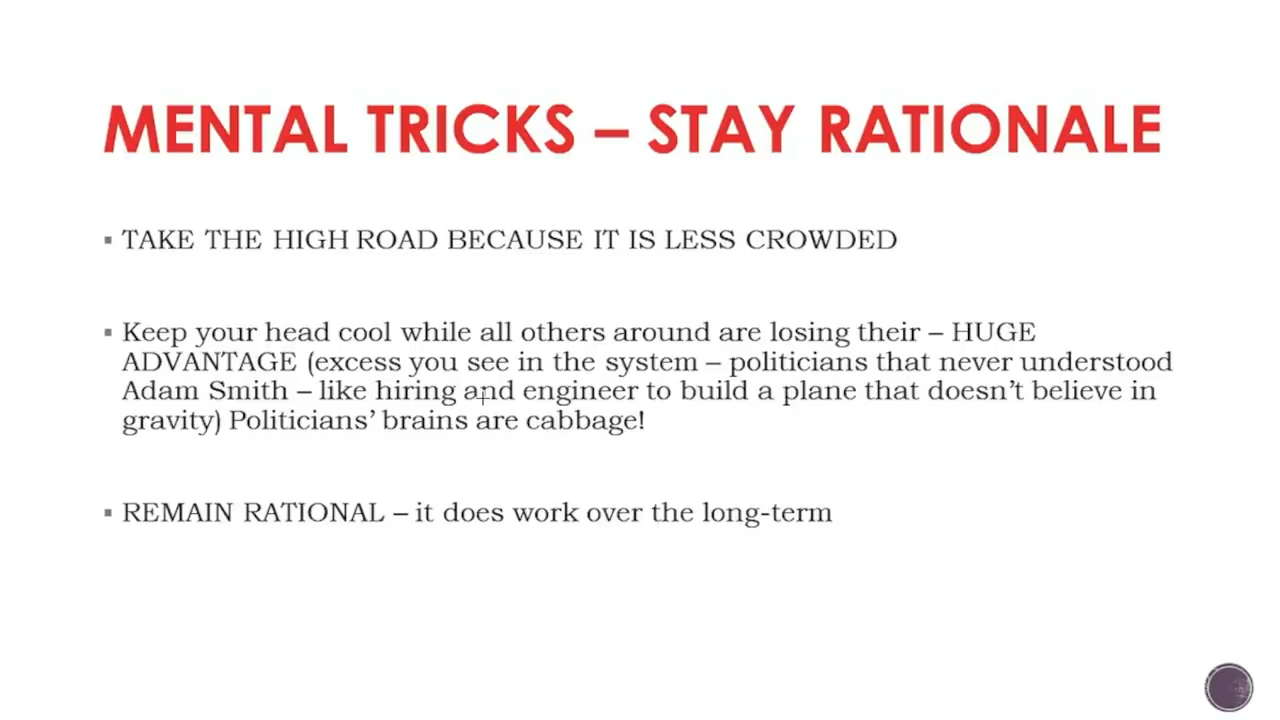 MENTAL TRICKS – STAY RATIONALE
▪ TAKE THE HIGH ROAD BECAUSE IT IS LESS CROWDED
▪ Keep your head cool while all others around are losing their – HUGE
ADVANTAGE (excess you see in the system – politicians that never understood
Adam Smith – like hiring and engineer to build a plane that doesn't believe in
gravity) Politicians' brains are cabbage!
▪ REMAIN RATIONAL – it does work over the long-term